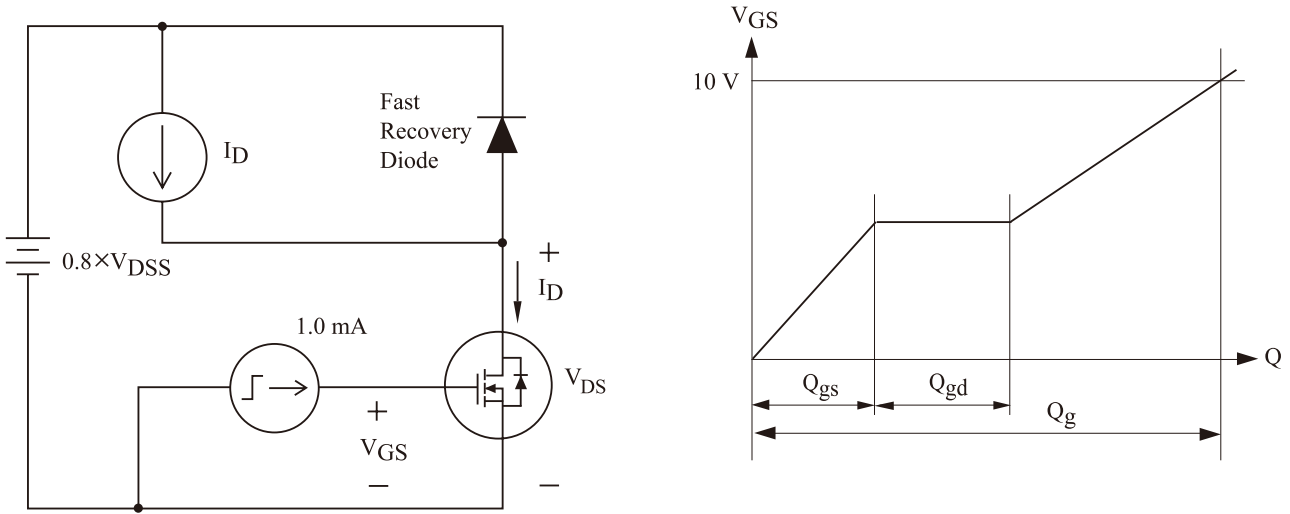 I_D
Fast
Recovery
Diode
0.8×V_DSS
+
I_D
1.0 mA
V_DS
+
V_GS
−
−
V_GS
10 V
Q
Q_gs
Q_gd
Q_g